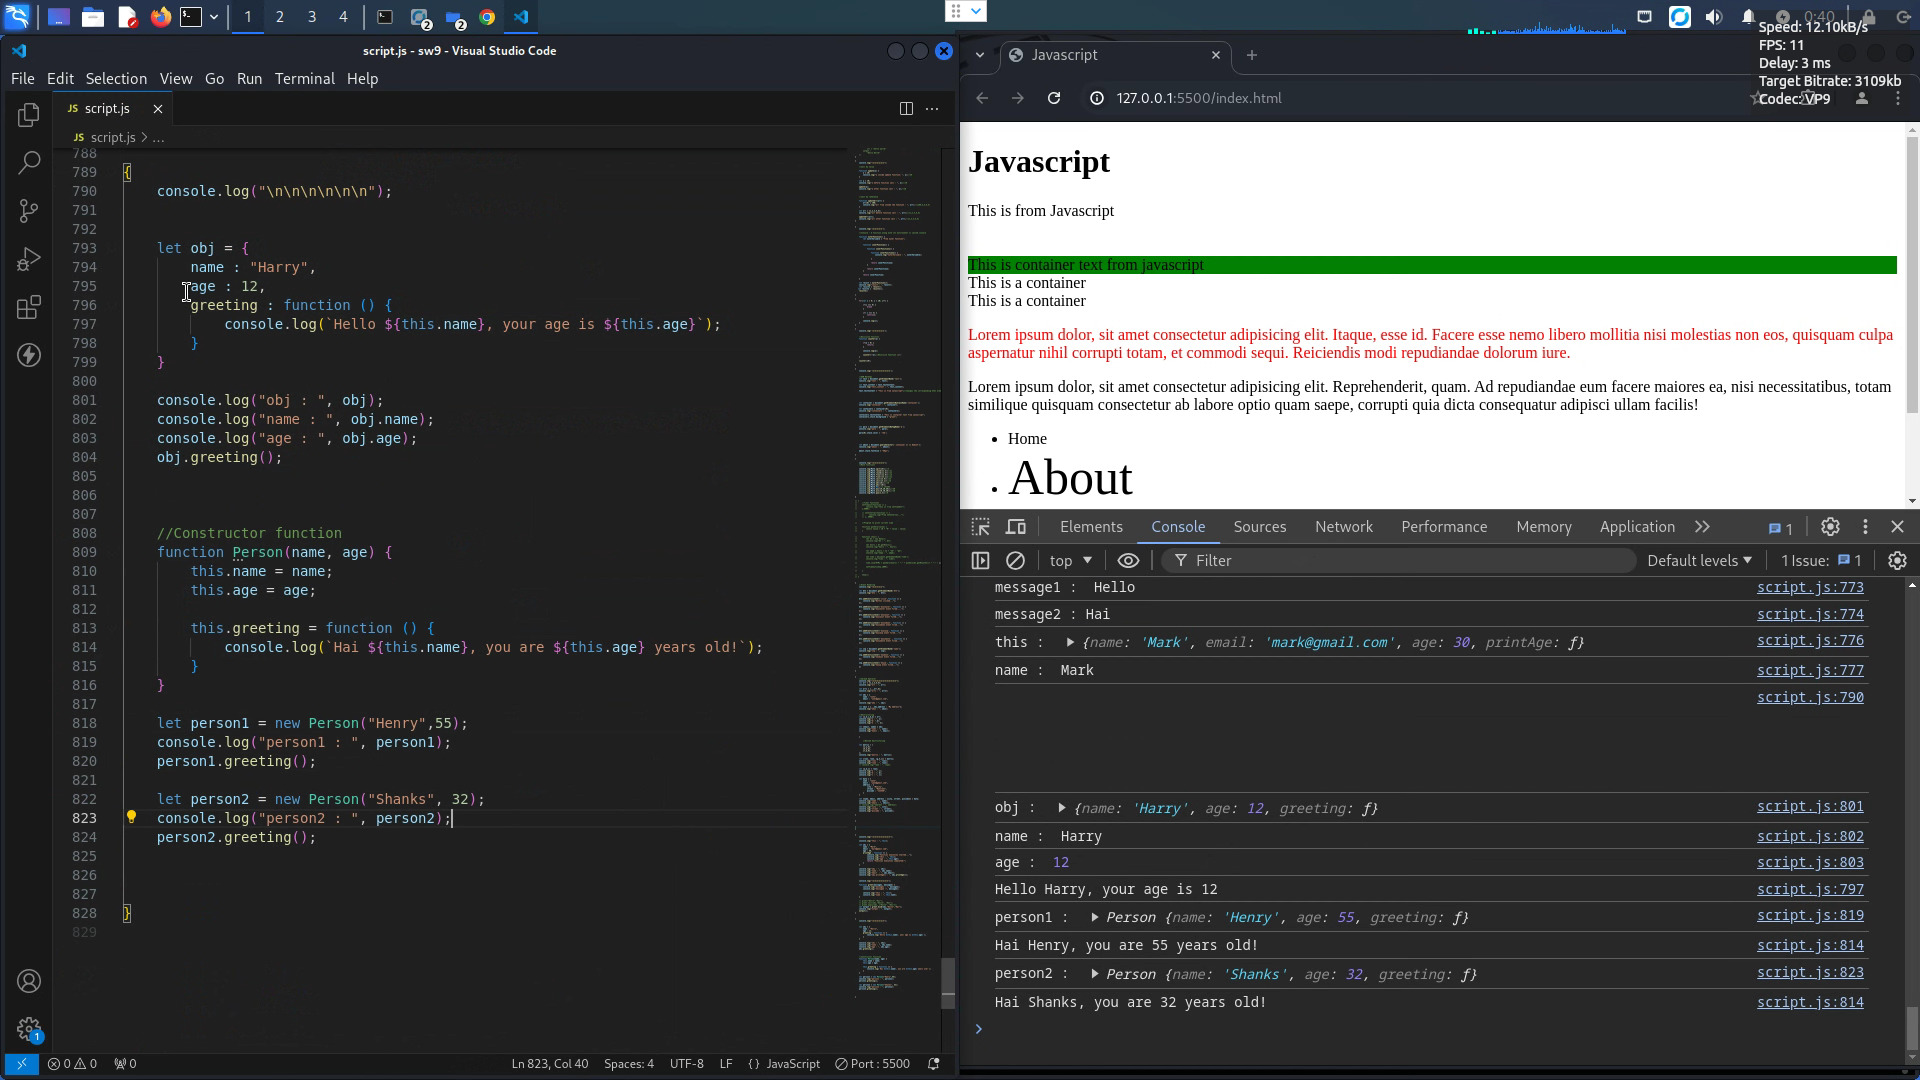 1
2
3
4
2
2
0:40
script.js - sw9 - Visual Studio Code
File Edit Selection View Go Run Terminal Help
JS script.js
JS script.js > ...
788
789 {
790 console.log("\n\n\n\n\n\n");
791
792
793 let obj = {
794 name : "Harry",
795 age : 12,
796 greeting : function () {
797 console.log(`Hello ${this.name}, your age is ${this.age}`);
798 }
799 }
800
801 console.log("obj : ", obj);
802 console.log("name : ", obj.name);
803 console.log("age : ", obj.age);
804 obj.greeting();
805
806
807
808 //Constructor function
809 function Person(name, age) {
810 this.name = name;
811 this.age = age;
812
813 this.greeting = function () {
814 console.log(`Hai ${this.name}, you are ${this.age} years old!`);
815 }
816 }
817
818 let person1 = new Person("Henry",55);
819 console.log("person1 : ", person1);
820 person1.greeting();
821
822 let person2 = new Person("Shanks", 32);
823 console.log("person2 : ", person2);
824 person2.greeting();
825
826
827
828 }
829
1
0 0 0 Ln 823, Col 40 Spaces: 4 UTF-8 LF {} JavaScript Port : 5500
Speed: 12.10kB/s
FPS: 11
Delay: 3 ms
Target Bitrate: 3109kb
Codec: VP9
Javascript
127.0.0.1:5500/index.html
Javascript
This is from Javascript
This is container text from javascript
This is a container
This is a container
Lorem ipsum dolor, sit amet consectetur adipisicing elit. Itaque, esse id. Facere esse nemo libero mollitia nisi molestias non eos, quisquam culpa
aspernatur nihil corrupti totam, et commodi sequi. Reiciendis modi repudiandae dolorum iure.
Lorem ipsum dolor, sit amet consectetur adipisicing elit. Reprehenderit, quam. Ad repudiandae eum facere maiores ea, nisi necessitatibus, totam
similique quisquam consectetur ab labore optio quam saepe, corrupti quia dicta consequatur adipisci ullam facilis!
• Home
• About
Elements Console Sources Network Performance Memory Application 1
top Filter Default levels 1 Issue: 1
message1 : Hello script.js:773
message2 : Hai script.js:774
this : {name: 'Mark', email: 'mark@gmail.com', age: 30, printAge: ƒ} script.js:776
name : Mark script.js:777
script.js:790
obj : {name: 'Harry', age: 12, greeting: ƒ} script.js:801
name : Harry script.js:802
age : 12 script.js:803
Hello Harry, your age is 12 script.js:797
person1 : Person {name: 'Henry', age: 55, greeting: ƒ} script.js:819
Hai Henry, you are 55 years old! script.js:814
person2 : Person {name: 'Shanks', age: 32, greeting: ƒ} script.js:823
Hai Shanks, you are 32 years old! script.js:814